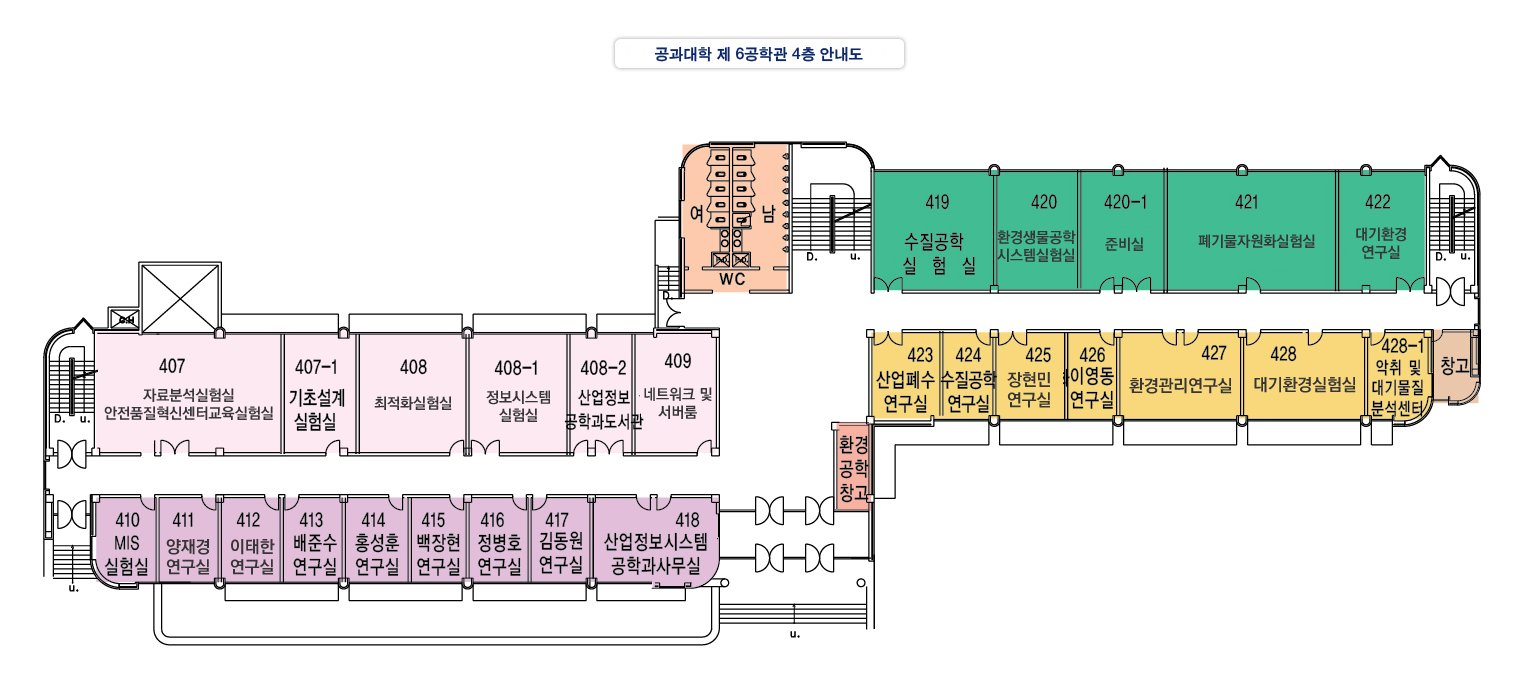 공과대학 제 6공학관 4층 안내도
여
남
WC
D.
u.
419
수질공학
실 험 실
420
환경생물공학
시스템실험실
420-1
준비실
421
폐기물자원화실험실
422
대기환경
연구실
D.
u.
407
자료분석실험실
안전품질혁신센터교육실험실
407-1
기초설계
실험실
408
최적화실험실
408-1
정보시스템
실험실
408-2
산업정보
공학과도서관
409
네트워크 및
서버룸
D.
u.
423
산업폐수
연구실
424
수질공학
연구실
425
장현민
연구실
426
이영동
연구실
427
환경관리연구실
428
대기환경실험실
428-1
악취 및
대기물질
분석센터
창고
환경
공학
창고
410
MIS
실험실
411
양재경
연구실
412
이태한
연구실
413
배준수
연구실
414
홍성훈
연구실
415
백장현
연구실
416
정병호
연구실
417
김동원
연구실
418
산업정보시스템
공학과사무실
u.
u.